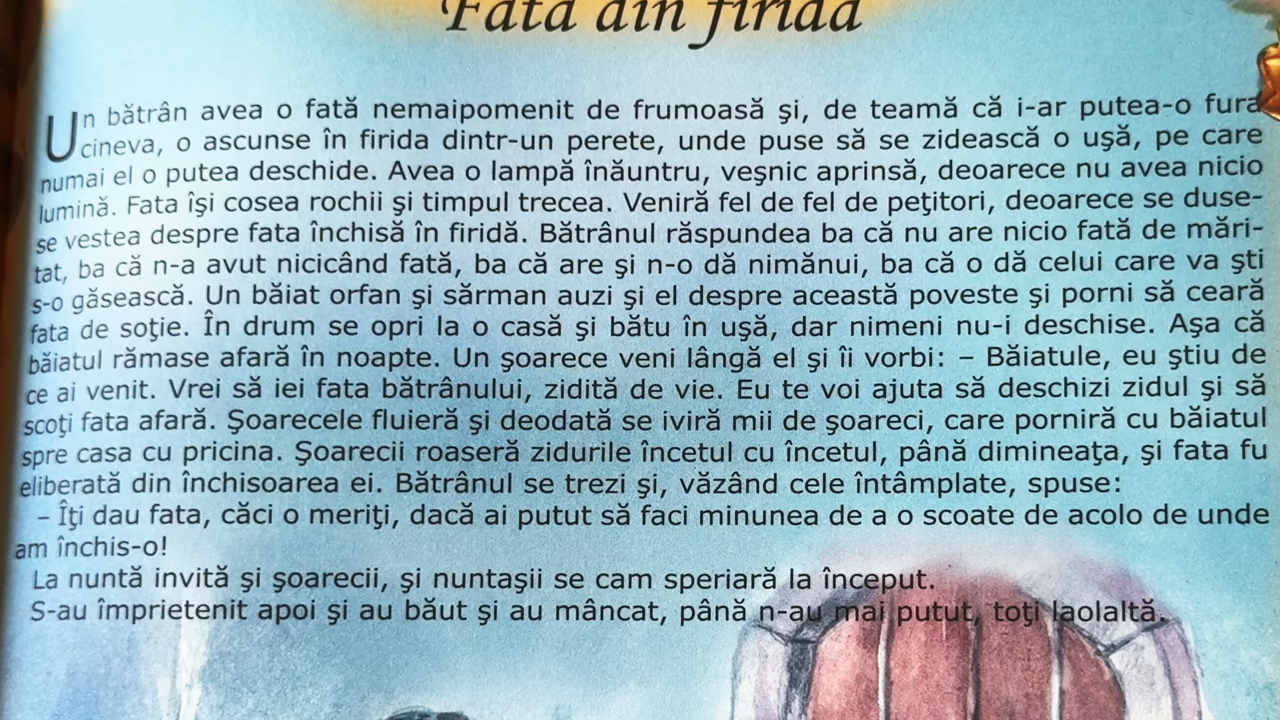 Fata din firida
Un bătrân avea o fată nemaipomenit de frumoasă şi, de teamă că i-ar putea-o fura
cineva, o ascunse în firida dintr-un perete, unde puse să se zidească o uşă, pe care
numai el o putea deschide. Avea o lampă înăuntru, veşnic aprinsă, deoarece nu avea nicio
lumină. Fata îşi cosea rochii şi timpul trecea. Veniră fel de fel de peţitori, deoarece se duse-
se vestea despre fata închisă în firidă. Bătrânul răspundea ba că nu are nicio fată de mări-
tat, ba că n-a avut nicicând fată, ba că are şi n-o dă nimănui, ba că o dă celui care va şti
s-o găsească. Un băiat orfan şi sărman auzi şi el despre această poveste şi porni să ceară
fata de soţie. În drum se opri la o casă şi bătu în uşă, dar nimeni nu-i deschise. Aşa că
băiatul rămase afară în noapte. Un şoarece veni lângă el şi îi vorbi: – Băiatule, eu ştiu de
ce ai venit. Vrei să iei fata bătrânului, zidită de vie. Eu te voi ajuta să deschizi zidul şi să
scoţi fata afară. Şoarecele fluieră şi deodată se iviră mii de şoareci, care porniră cu băiatul
spre casa cu pricina. Şoarecii roaseră zidurile încetul cu încetul, până dimineaţa, şi fata fu
eliberată din închisoarea ei. Bătrânul se trezi şi, văzând cele întâmplate, spuse:
– Îţi dau fata, căci o meriţi, dacă ai putut să faci minunea de a o scoate de acolo de unde
am închis-o!
La nuntă invită şi şoarecii, şi nuntaşii se cam speriară la început.
S-au împrietenit apoi şi au băut şi au mâncat, până n-au mai putut, toţi laolaltă.